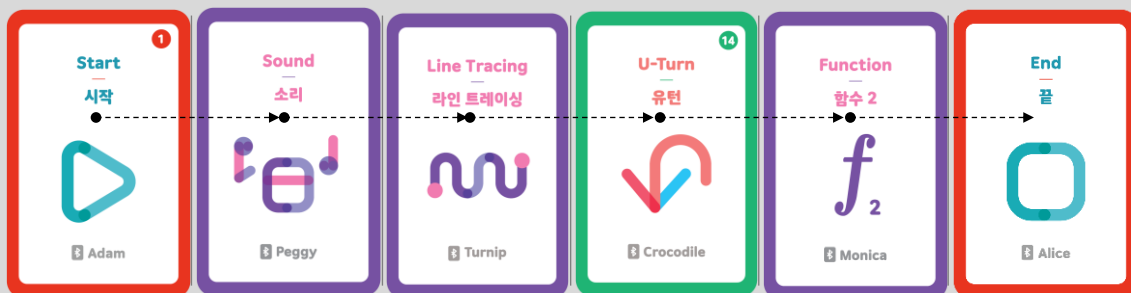 1
Start
시작
Adam
Sound
소리
Peggy
Line Tracing
라인 트레이싱
Turnip
14
U-Turn
유턴
Crocodile
Function
함수 2
f2
Monica
End
끝
Alice